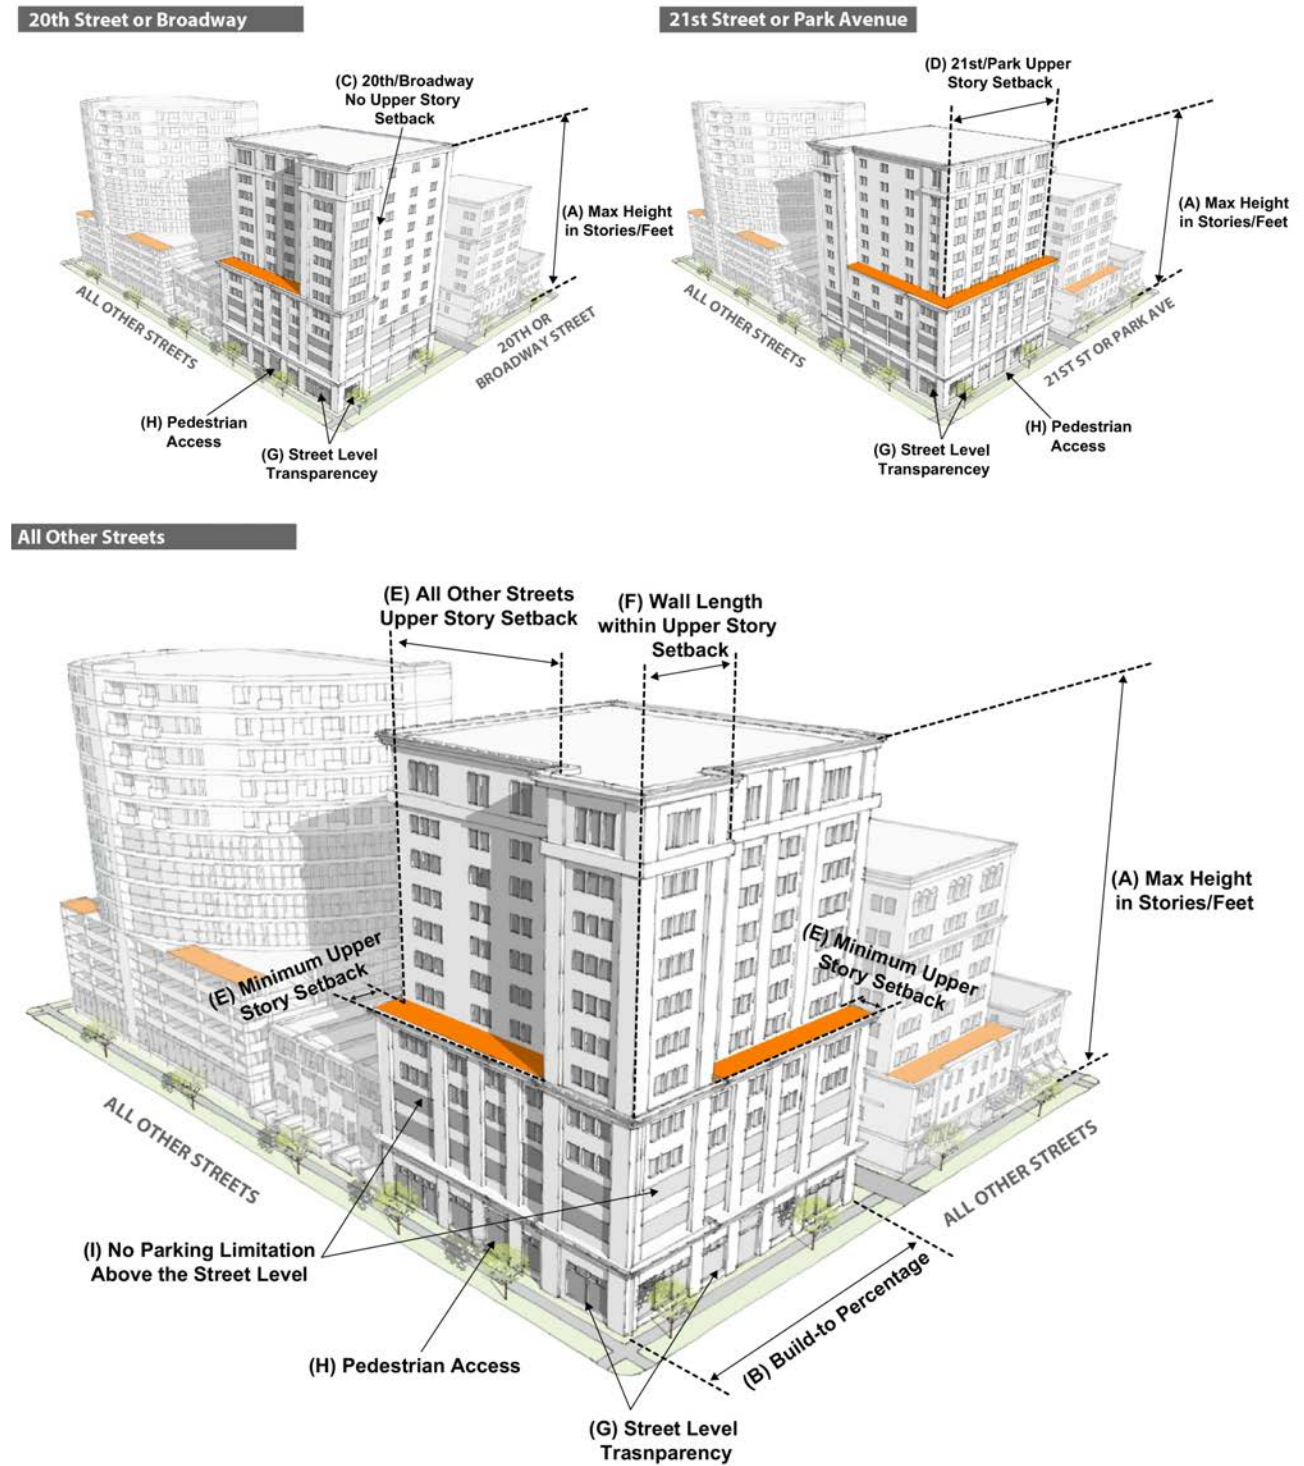 20th Street or Broadway
(C) 20th/Broadway
No Upper Story
Setback
(A) Max Height
in Stories/Feet
ALL OTHER STREETS
20TH OR
BROADWAY STREET
(H) Pedestrian
Access
(G) Street Level
Transparencey
21st Street or Park Avenue
(D) 21st/Park Upper
Story Setback
(A) Max Height
in Stories/Feet
ALL OTHER STREETS
21ST ST OR PARK AVE
(H) Pedestrian
Access
(G) Street Level
Transparencey
All Other Streets
(E) All Other Streets
Upper Story Setback
(F) Wall Length
within Upper Story
Setback
(A) Max Height
in Stories/Feet
(E) Minimum Upper
Story Setback
(E) Minimum Upper
Story Setback
ALL OTHER STREETS
ALL OTHER STREETS
(I) No Parking Limitation
Above the Street Level
(B) Build-to Percentage
(H) Pedestrian Access
(G) Street Level
Trasnparency